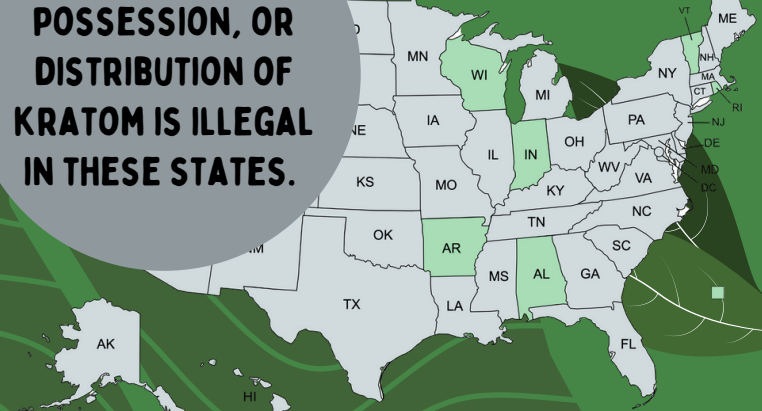 POSSESSION, OR
DISTRIBUTION OF
KRATOM IS ILLEGAL
IN THESE STATES.
VT
ME
MN
WI
NY
NH
MA
CT
RI
MI
IA
PA
NJ
IL
IN
OH
DE
MD
DC
KS
MO
KY
WV
VA
OK
AR
TN
NC
SC
MS
AL
GA
TX
LA
FL
AK
HI